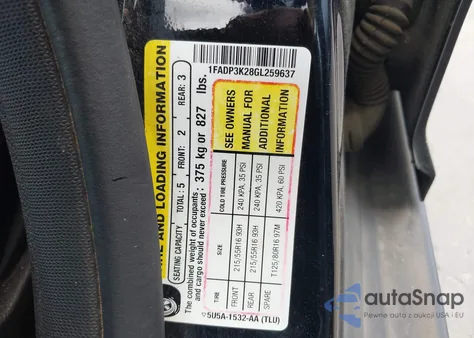 1FADP3K28GL259637
RE AND LOADING INFORMATION
SEATING CAPACITY TOTAL: 5 FRONT: 2 REAR: 3
The combined weight of occupants
and cargo should never exceed: 375 kg or 827 lbs.
TIRE SIZE COLD TIRE PRESSURE SEE OWNERS
FRONT 215/55R16 93H 240 KPA, 35 PSI MANUAL FOR
REAR 215/55R16 93H 240 KPA, 35 PSI ADDITIONAL
SPARE T125/80R16 97M 420 KPA, 60 PSI INFORMATION
5U5A-1532-AA (TLU)
autoSnap
Pewne auta z aukcji USA i EU